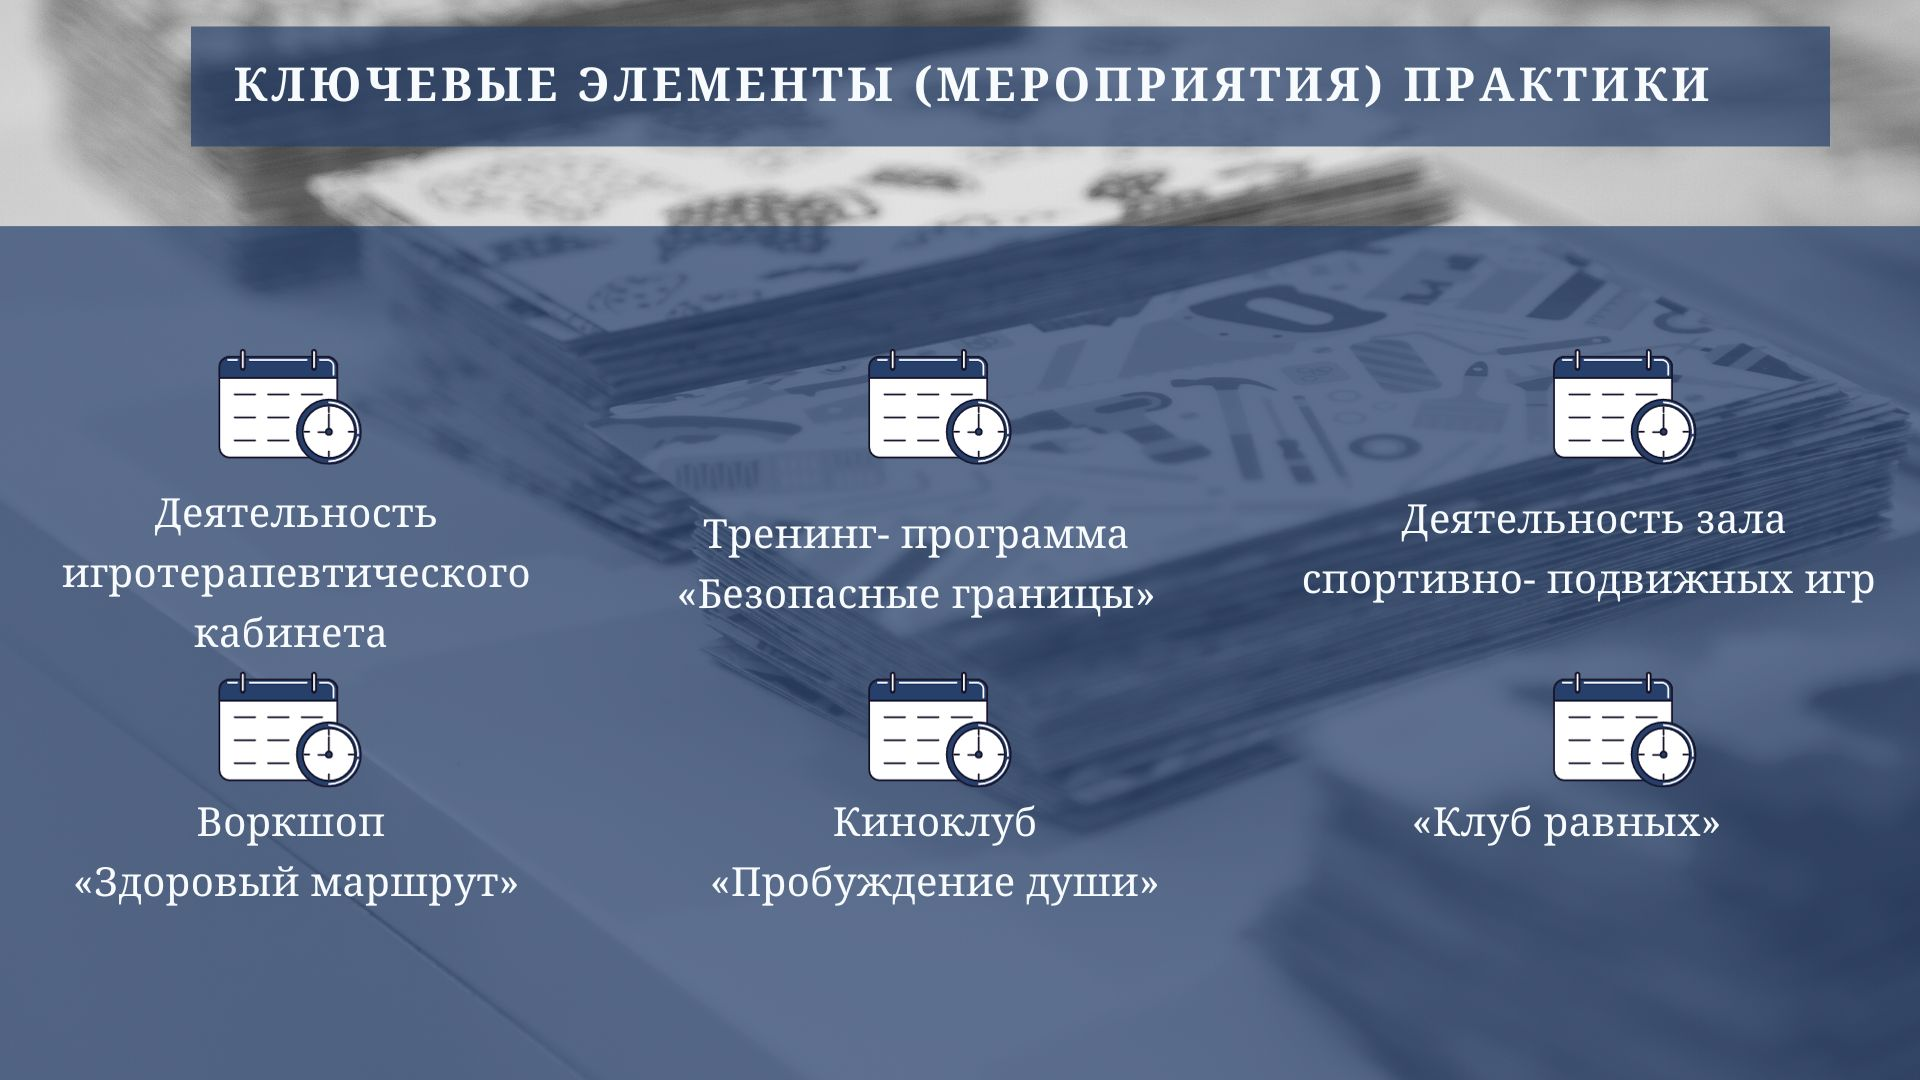 КЛЮЧЕВЫЕ ЭЛЕМЕНТЫ (МЕРОПРИЯТИЯ) ПРАКТИКИ
Деятельность
игротерапевтического
кабинета
Тренинг- программа
«Безопасные границы»
Деятельность зала
спортивно- подвижных игр
Воркшоп
«Здоровый маршрут»
Киноклуб
«Пробуждение души»
«Клуб равных»